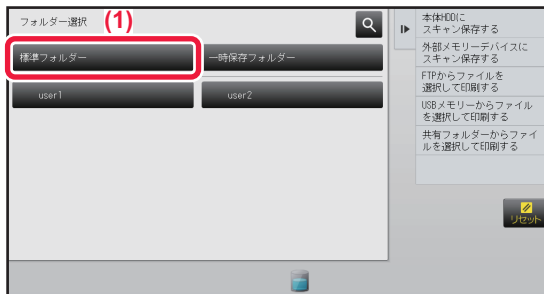 フォルダー選択
(1)
標準フォルダー
一時保存フォルダー
user1
user2
本体HDDに
スキャン保存する
外部メモリーデバイスに
スキャン保存する
FTPからファイルを
選択して印刷する
USBメモリーからファイル
を選択して印刷する
共有フォルダーからファイ
ルを選択して印刷する
リセット